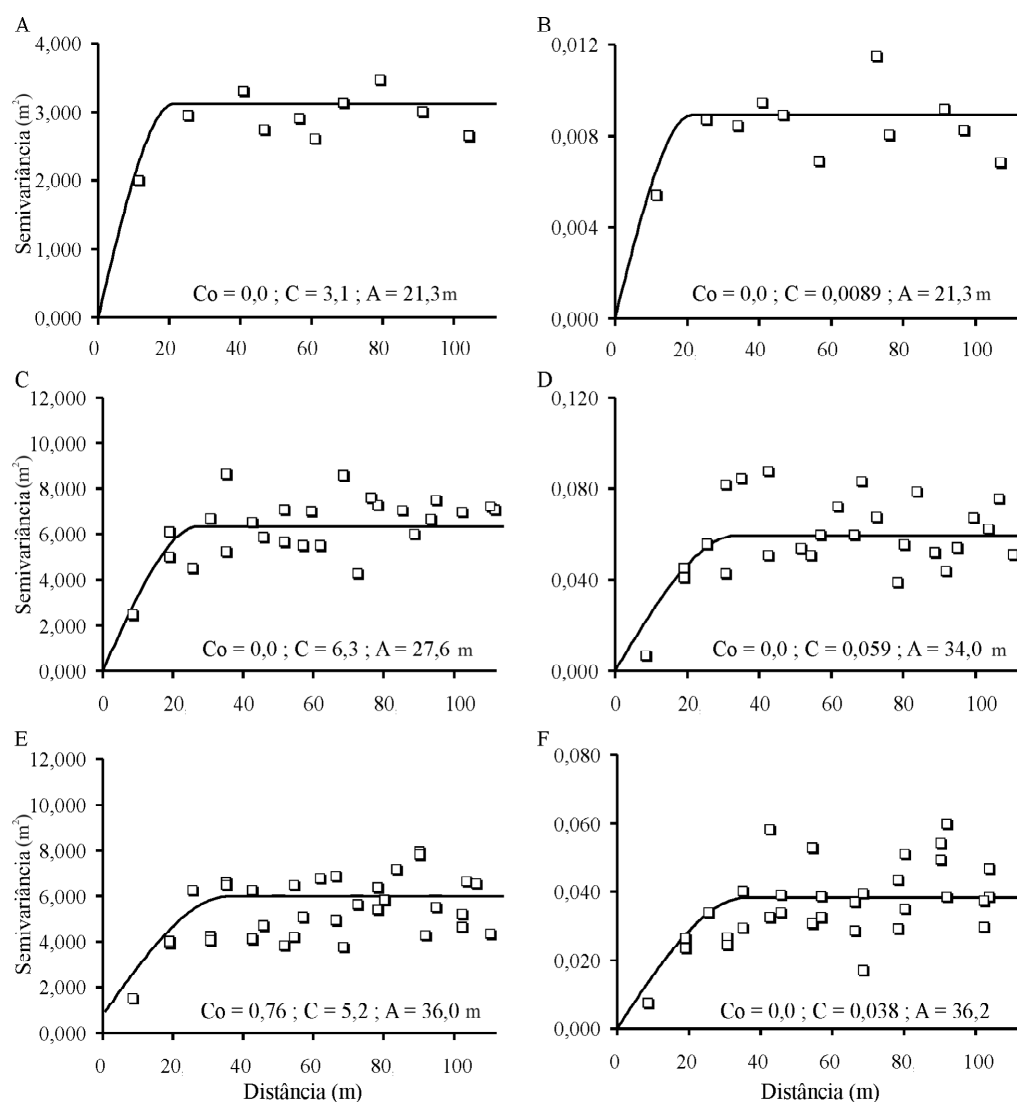 A
4,000
3,000
2,000
1,000
0,000
Semivariância (m²)
Co = 0,0 ; C = 3,1 ; A = 21,3 m
0 20 40 60 80 100
B
0,012
0,008
0,004
0,000
Co = 0,0 ; C = 0,0089 ; A = 21,3 m
0 20 40 60 80 100
C
12,000
10,000
8,000
6,000
4,000
2,000
0,000
Semivariância (m²)
Co = 0,0 ; C = 6,3 ; A = 27,6 m
0 20 40 60 80 100
D
0,120
0,080
0,040
0,000
Co = 0,0 ; C = 0,059 ; A = 34,0 m
0 20 40 60 80 100
E
12,000
10,000
8,000
6,000
4,000
2,000
0,000
Semivariância (m²)
Co = 0,76 ; C = 5,2 ; A = 36,0 m
0 20 40 60 80 100
Distância (m)
F
0,080
0,060
0,040
0,020
0,000
Co = 0,0 ; C = 0,038 ; A = 36,2
0 20 40 60 80 100
Distância (m)